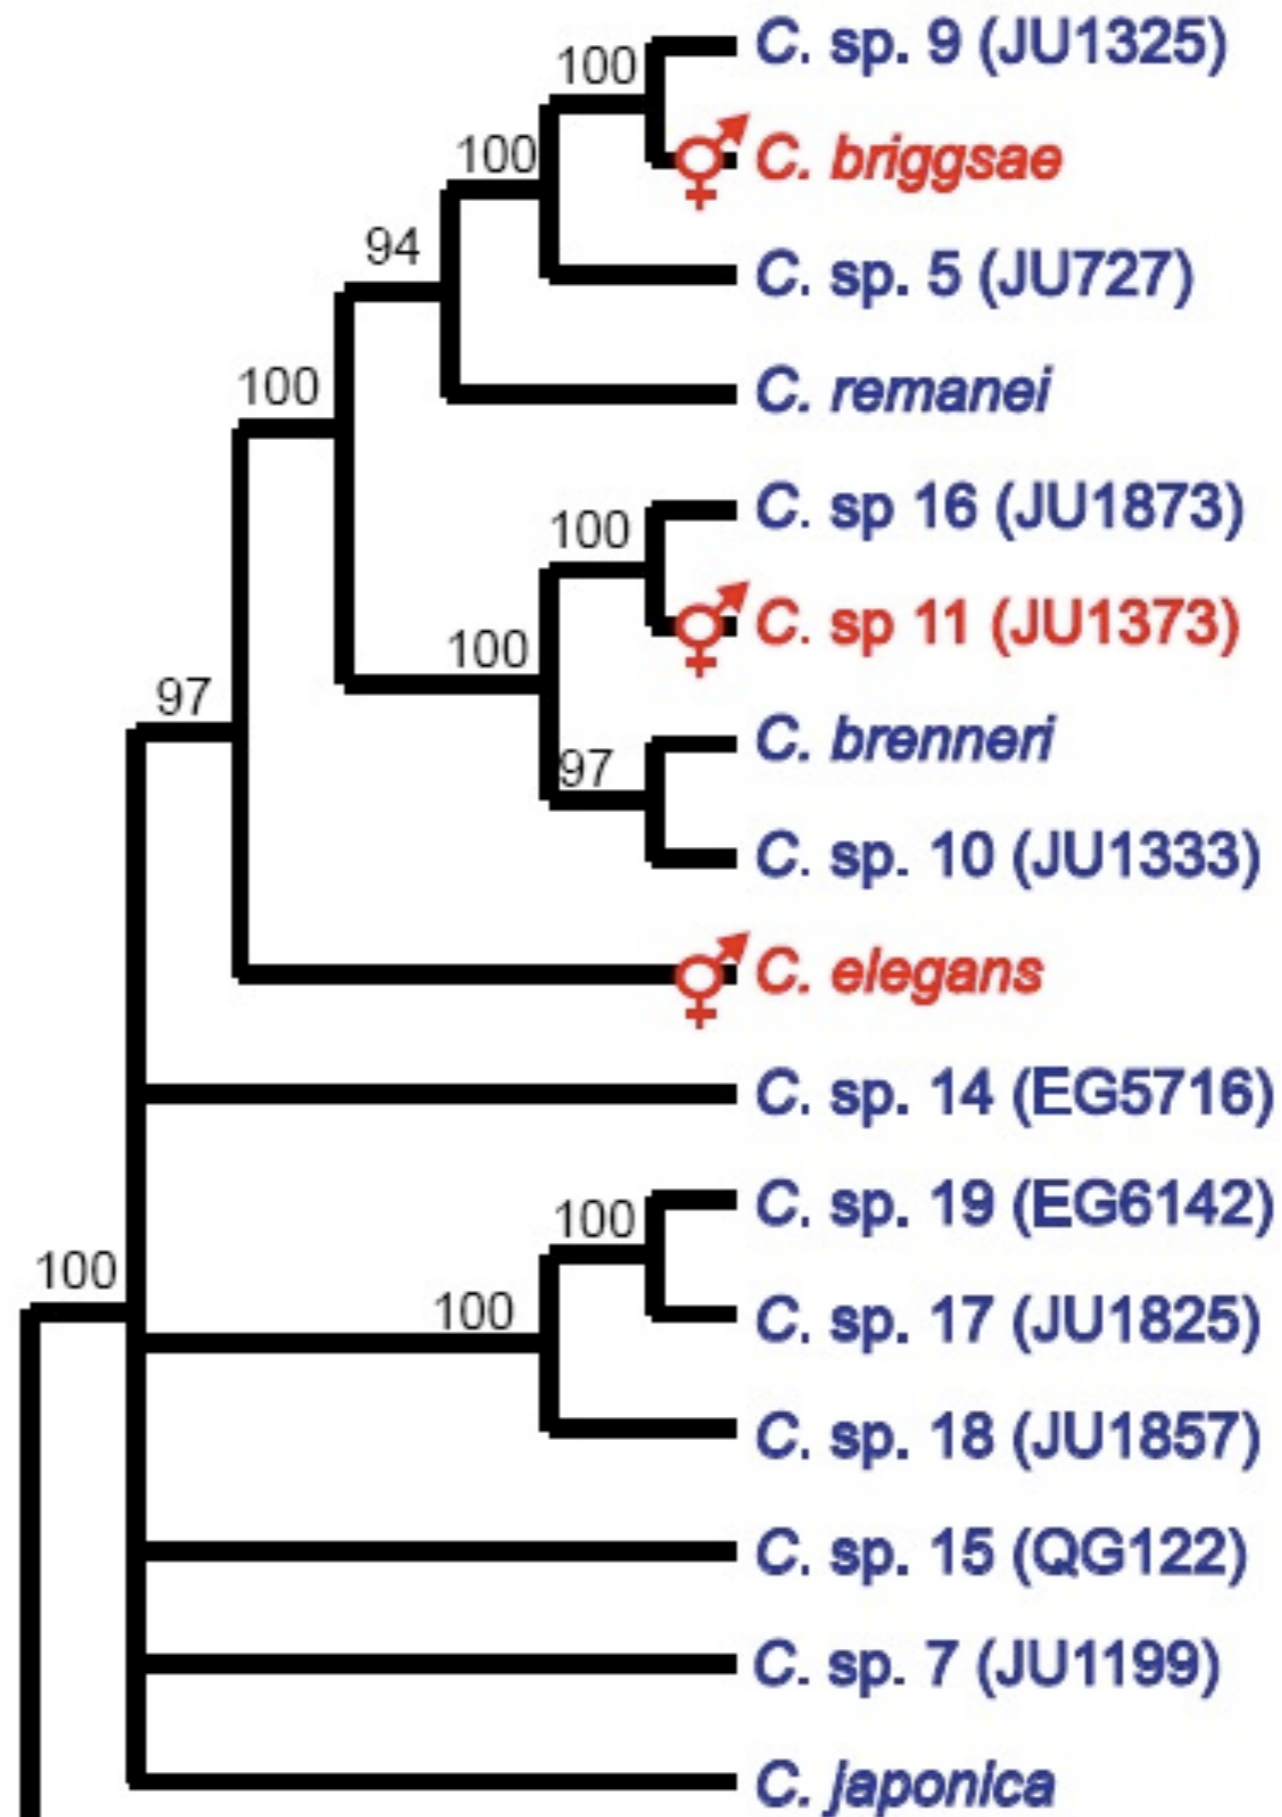 100
C. sp. 9 (JU1325)
100
C. briggsae
94
C. sp. 5 (JU727)
100
C. remanei
100
C. sp 16 (JU1873)
100
C. sp 11 (JU1373)
97
C. brenneri
97
C. sp. 10 (JU1333)
C. elegans
C. sp. 14 (EG5716)
100
C. sp. 19 (EG6142)
100
100
C. sp. 17 (JU1825)
C. sp. 18 (JU1857)
C. sp. 15 (QG122)
C. sp. 7 (JU1199)
C. japonica